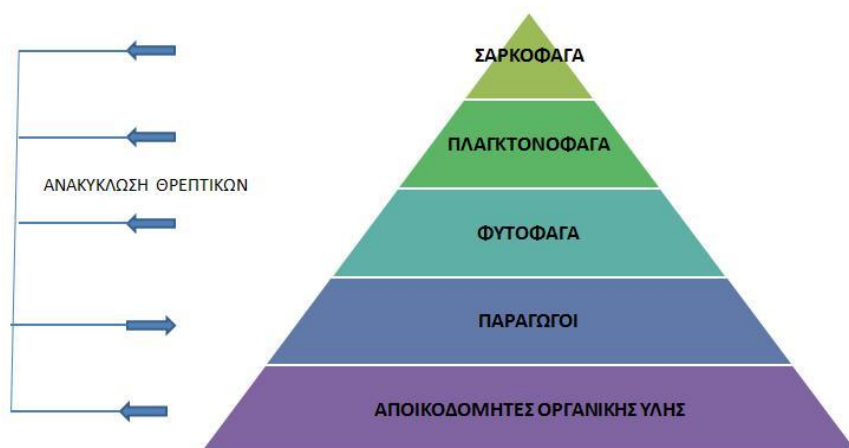 ΣΑΡΚΟΦΑΓΑ
ΠΛΑΓΚΤΟΝΟΦΑΓΑ
ΑΝΑΚΥΚΛΩΣΗ ΘΡΕΠΤΙΚΩΝ
ΦΥΤΟΦΑΓΑ
ΠΑΡΑΓΩΓΟΙ
ΑΠΟΙΚΟΔΟΜΗΤΕΣ ΟΡΓΑΝΙΚΗΣ ΥΛΗΣ